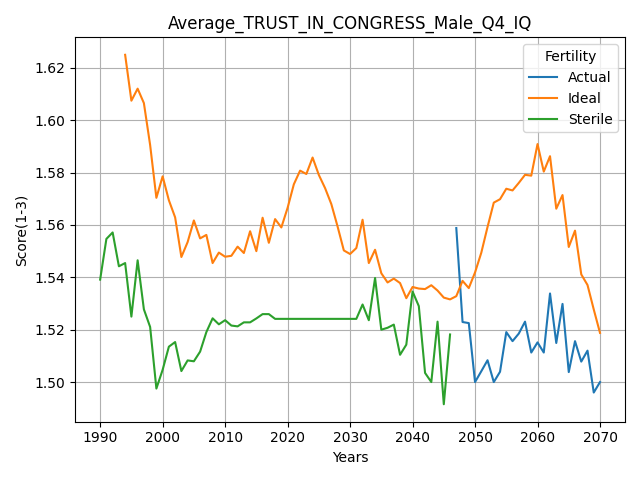 Average_TRUST_IN_CONGRESS_Male_Q4_IQ
Fertility
Actual
Ideal
Sterile
Score(1-3)
1.62
1.60
1.58
1.56
1.54
1.52
1.50
1990 2000 2010 2020 2030 2040 2050 2060 2070
Years